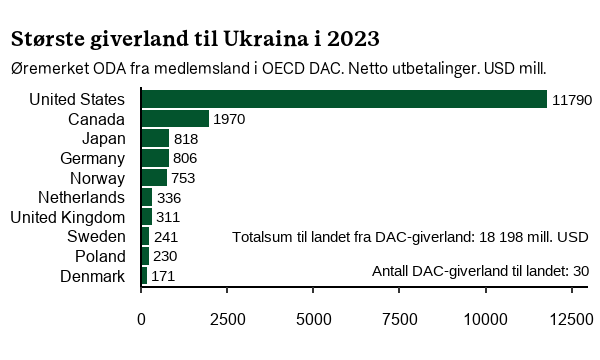 Største giverland til Ukraina i 2023
Øremerket ODA fra medlemsland i OECD DAC. Netto utbetalinger. USD mill.
United States 11790
Canada 1970
Japan 818
Germany 806
Norway 753
Netherlands 336
United Kingdom 311
Sweden 241 Totalsum til landet fra DAC-giverland: 18 198 mill. USD
Poland 230
Denmark 171 Antall DAC-giverland til landet: 30
0 2500 5000 7500 10000 12500